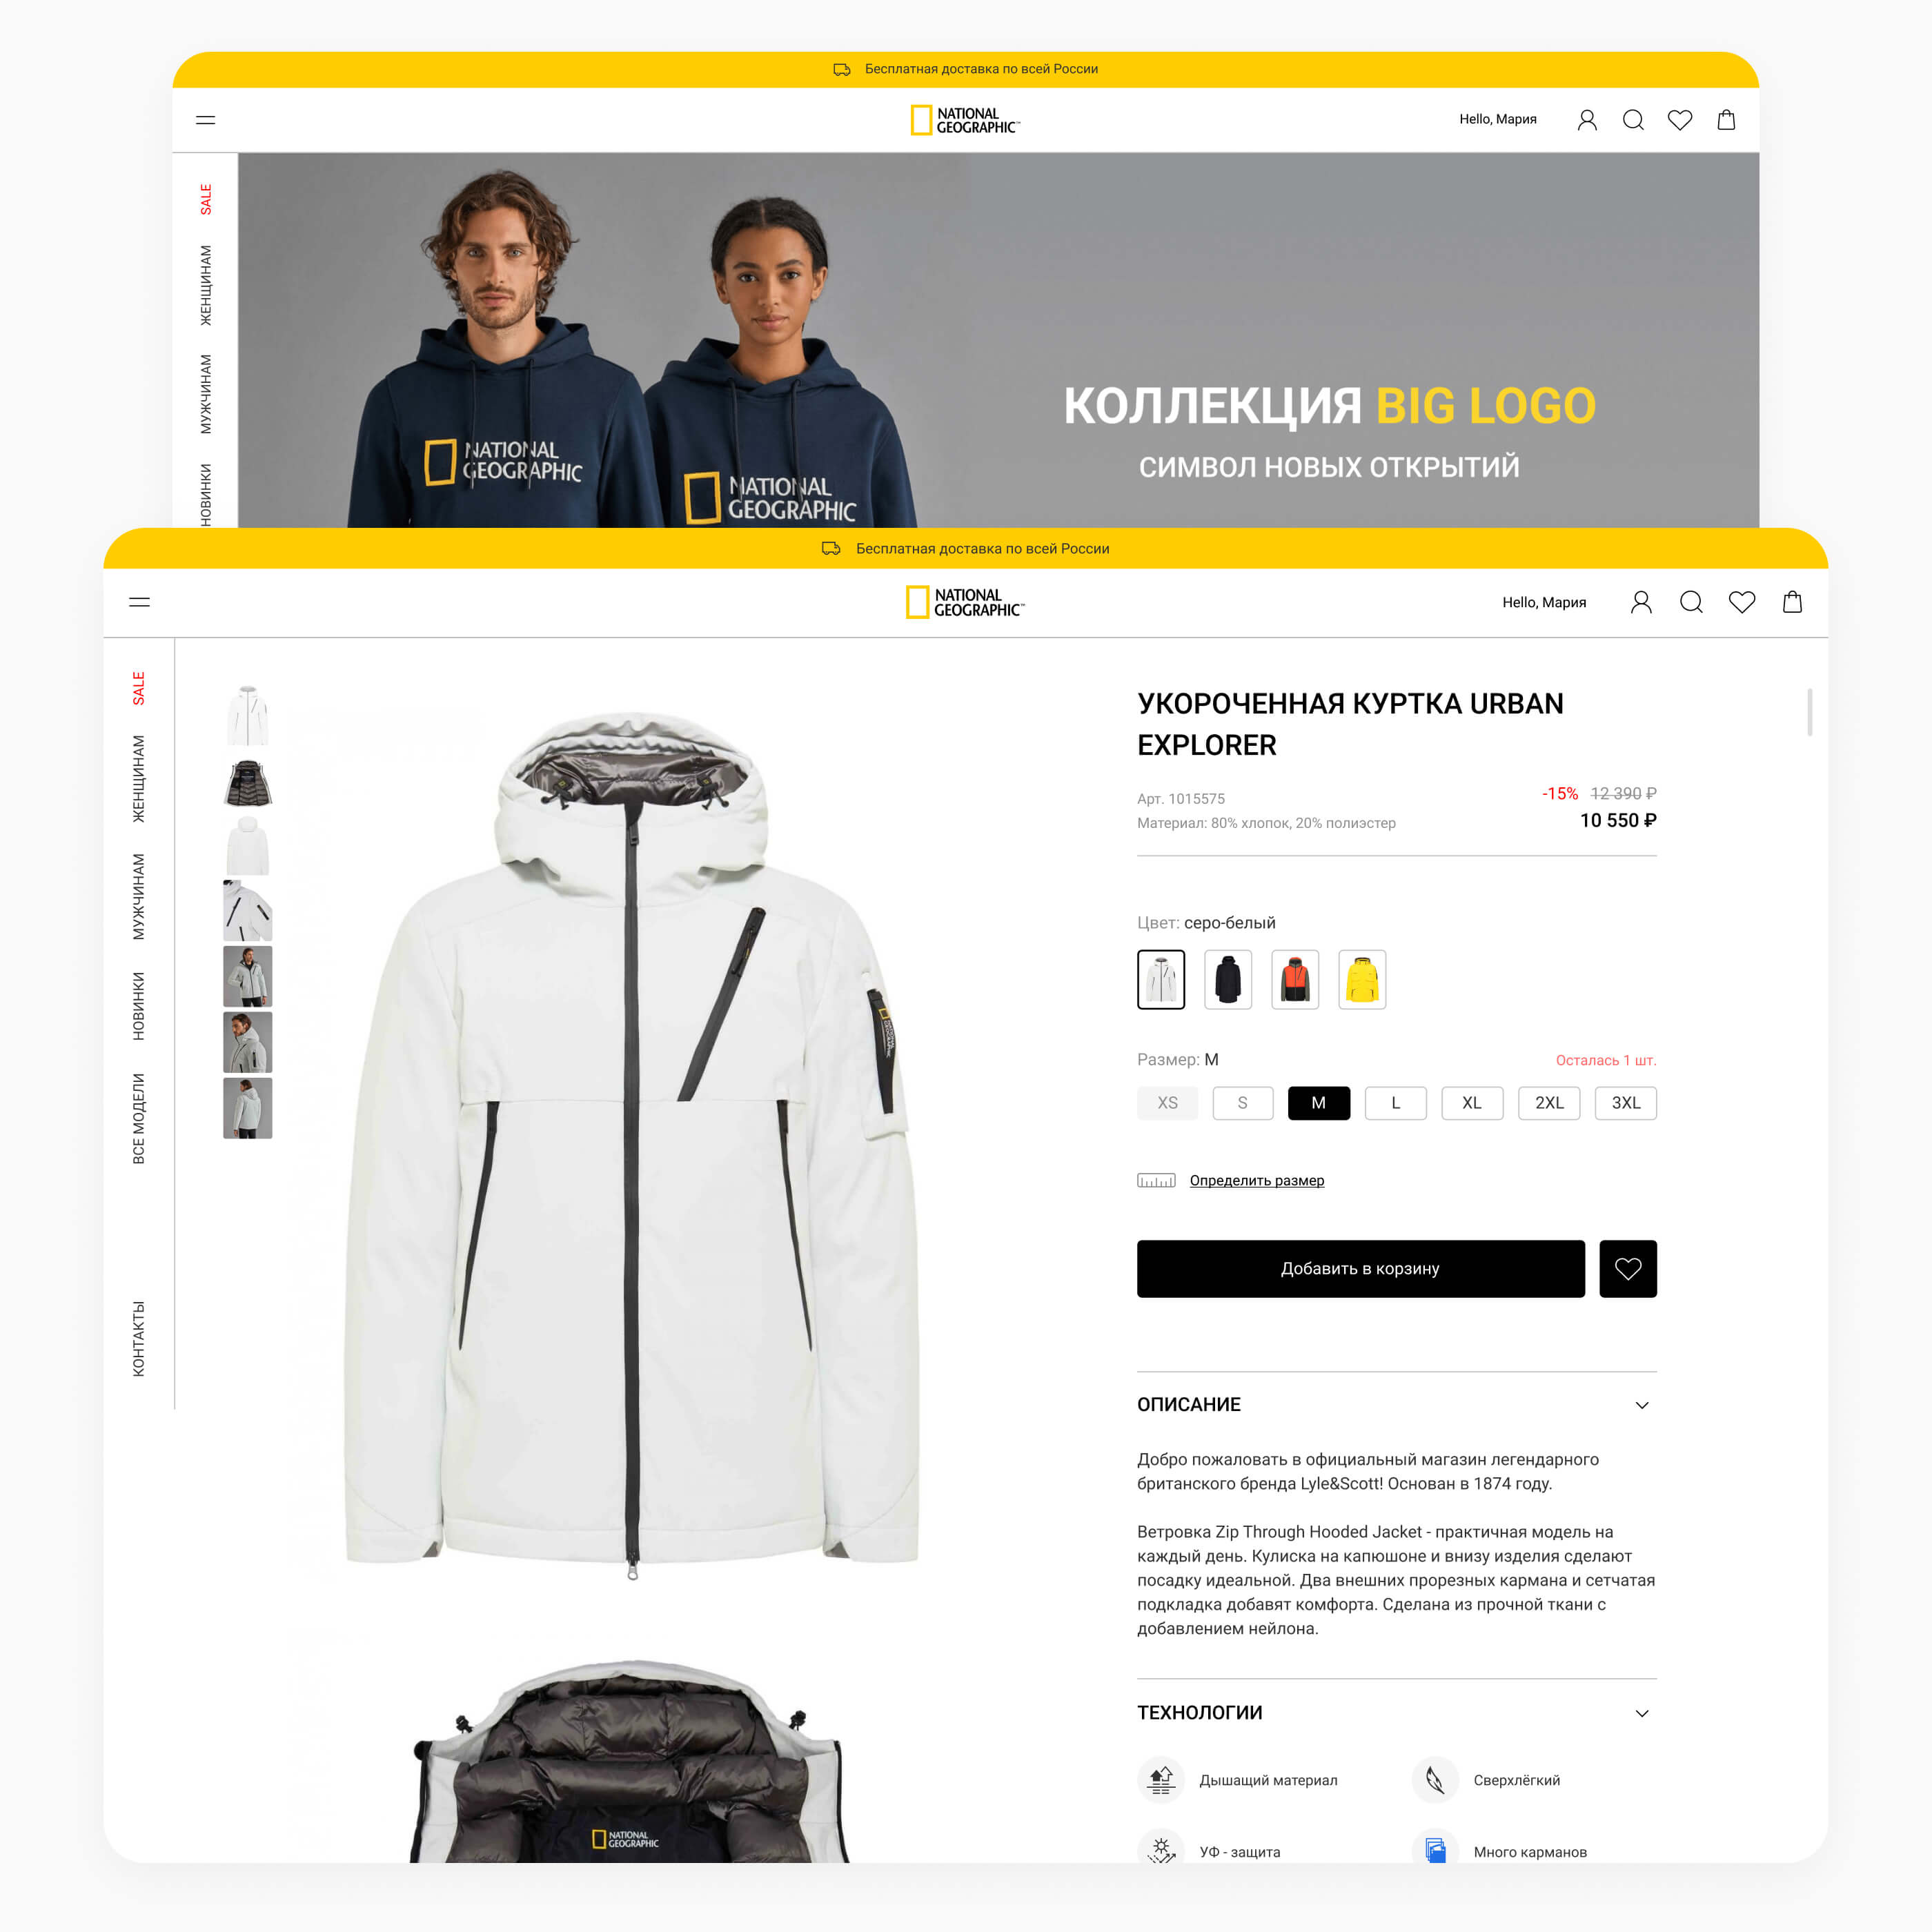 Бесплатная доставка по всей России
NATIONAL
GEOGRAPHIC™
Hello, Мария
SALE
ЖЕНЩИНАМ
МУЖЧИНАМ
НОВИНКИ
NATIONAL
GEOGRAPHIC
NATIONAL
GEOGRAPHIC
КОЛЛЕКЦИЯ BIG LOGO
СИМВОЛ НОВЫХ ОТКРЫТИЙ
Бесплатная доставка по всей России
NATIONAL
GEOGRAPHIC™
Hello, Мария
SALE
ЖЕНЩИНАМ
МУЖЧИНАМ
НОВИНКИ
ВСЕ МОДЕЛИ
КОНТАКТЫ
NATIONAL
GEOGRAPHIC
NATIONAL
GEOGRAPHIC
УКОРОЧЕННАЯ КУРТКА URBAN
EXPLORER
Арт. 1015575
-15% 12 390 ₽
Материал: 80% хлопок, 20% полиэстер
10 550 ₽
Цвет: серо-белый
Размер: M
Осталась 1 шт.
XS S M L XL 2XL 3XL
Определить размер
Добавить в корзину
ОПИСАНИЕ
Добро пожаловать в официальный магазин легендарного
британского бренда Lyle&Scott! Основан в 1874 году.
Ветровка Zip Through Hooded Jacket - практичная модель на
каждый день. Кулиска на капюшоне и внизу изделия сделают
посадку идеальной. Два внешних прорезных кармана и сетчатая
подкладка добавят комфорта. Сделана из прочной ткани с
добавлением нейлона.
ТЕХНОЛОГИИ
Дышащий материал
Сверхлёгкий
УФ - защита
Много карманов